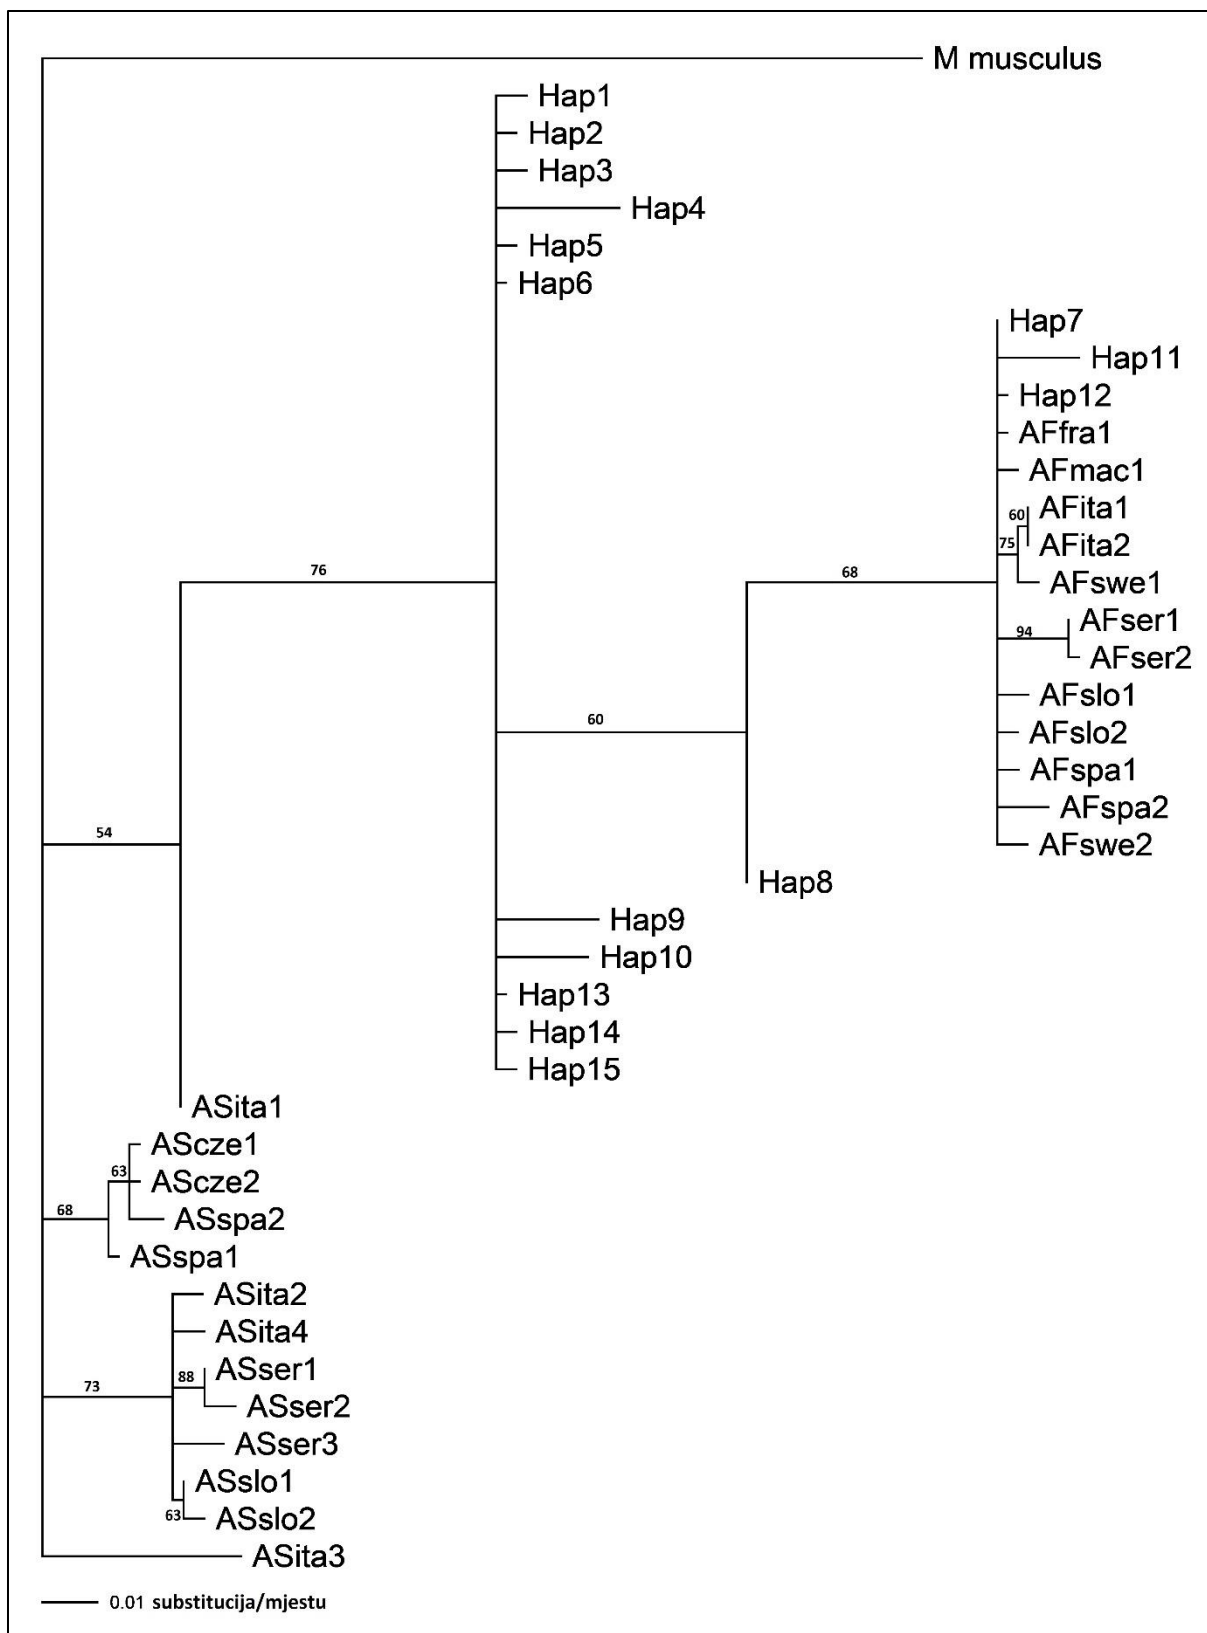 M musculus
Hap1
Hap2
Hap3
Hap4
Hap5
Hap6
Hap7
Hap11
Hap12
AFfra1
AFmac1
60 AFita1
75 AFita2
76 68 AFswe1
AFser1
94 AFser2
AFslo1
60 AFslo2
AFspa1
AFspa2
54 AFswe2
Hap8
Hap9
Hap10
Hap13
Hap14
Hap15
ASita1
AScze1
63 AScze2
68 ASspa2
ASspa1
ASita2
ASita4
88 ASser1
73 ASser2
ASser3
ASslo1
63 ASslo2
ASita3
0.01 substitucija/mjestu